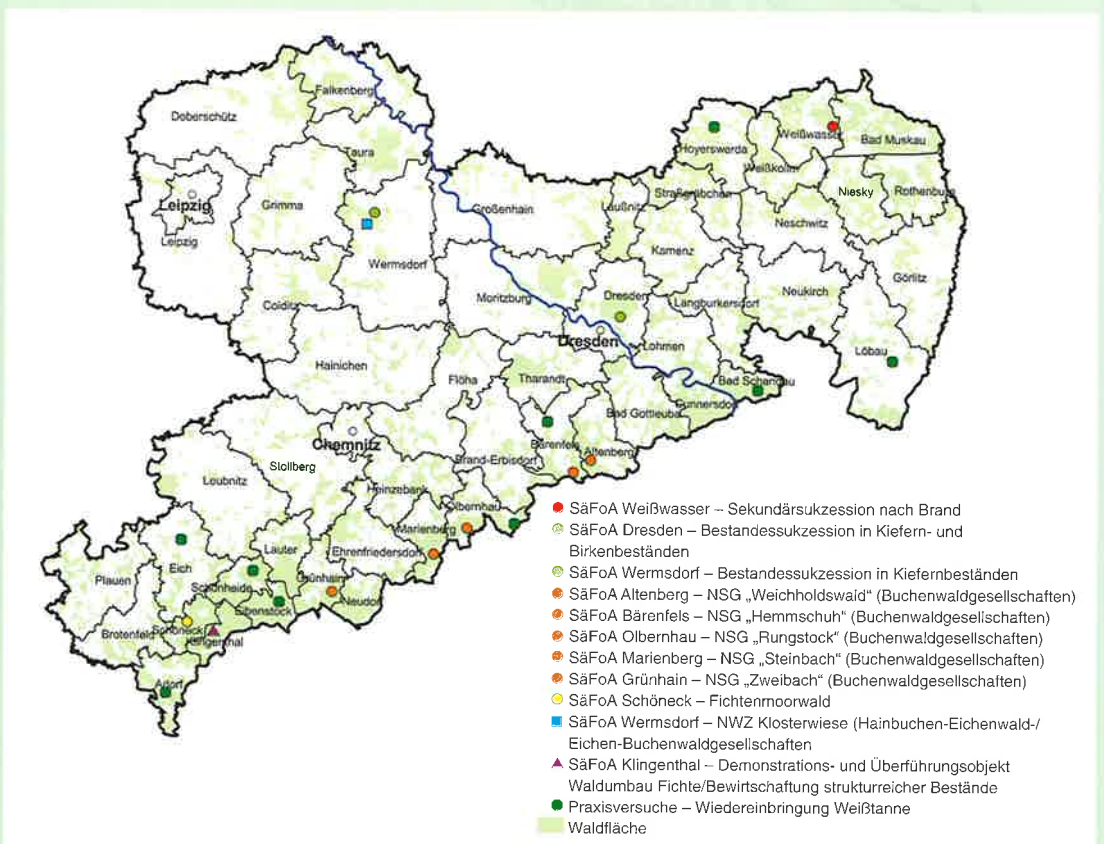 Falkenberg
Doberschütz
Taura
Hoyerswerda
Weißwasser
Bad Muskau
Weißkollm
Leipzig
Grimma
Großenhain
Laußnitz
Straßgräbchen
Niesky
Rothenburg
Leipzig
Wermsdorf
Kamenz
Neschwitz
Görlitz
Colditz
Moritzburg
Dresden
Langburkersdorf
Neukirch
Dresden
Lohmen
Löbau
Hainichen
Flöha
Tharandt
Bad Schandau
Cunnersdorf
Bad Gottleuba
Chemnitz
Bärenfels
Altenberg
Stollberg
Brand-Erbisdorf
Leubnitz
Heinzebank
Olbernhau
Marienberg
Lauter
Ehrenfriedersdorf
Plauen
Eich
Schönheide
Grünhain
Neudorf
Eibenstock
Brotenfeld
Schöneck
Klingenthal
Adorf
SäFoA Weißwasser – Sekundärsukzession nach Brand
SäFoA Dresden – Bestandessukzession in Kiefern- und
Birkenbeständen
SäFoA Wermsdorf – Bestandessukzession in Kiefernbeständen
SäFoA Altenberg – NSG „Weichholdswald“ (Buchenwaldgesellschaften)
SäFoA Bärenfels – NSG „Hemmschuh“ (Buchenwaldgesellschaften)
SäFoA Olbernhau – NSG „Rungstock“ (Buchenwaldgesellschaften)
SäFoA Marienberg – NSG „Steinbach“ (Buchenwaldgesellschaften)
SäFoA Grünhain – NSG „Zweibach“ (Buchenwaldgesellschaften)
SäFoA Schöneck – Fichtenmoorwald
SäFoA Wermsdorf – NWZ Klosterwiese (Hainbuchen-Eichenwald-/
Eichen-Buchenwaldgesellschaften
SäFoA Klingenthal – Demonstrations- und Überführungsobjekt
Waldumbau Fichte/Bewirtschaftung strukturreicher Bestände
Praxisversuche – Wiedereinbringung Weißtanne
Waldfläche